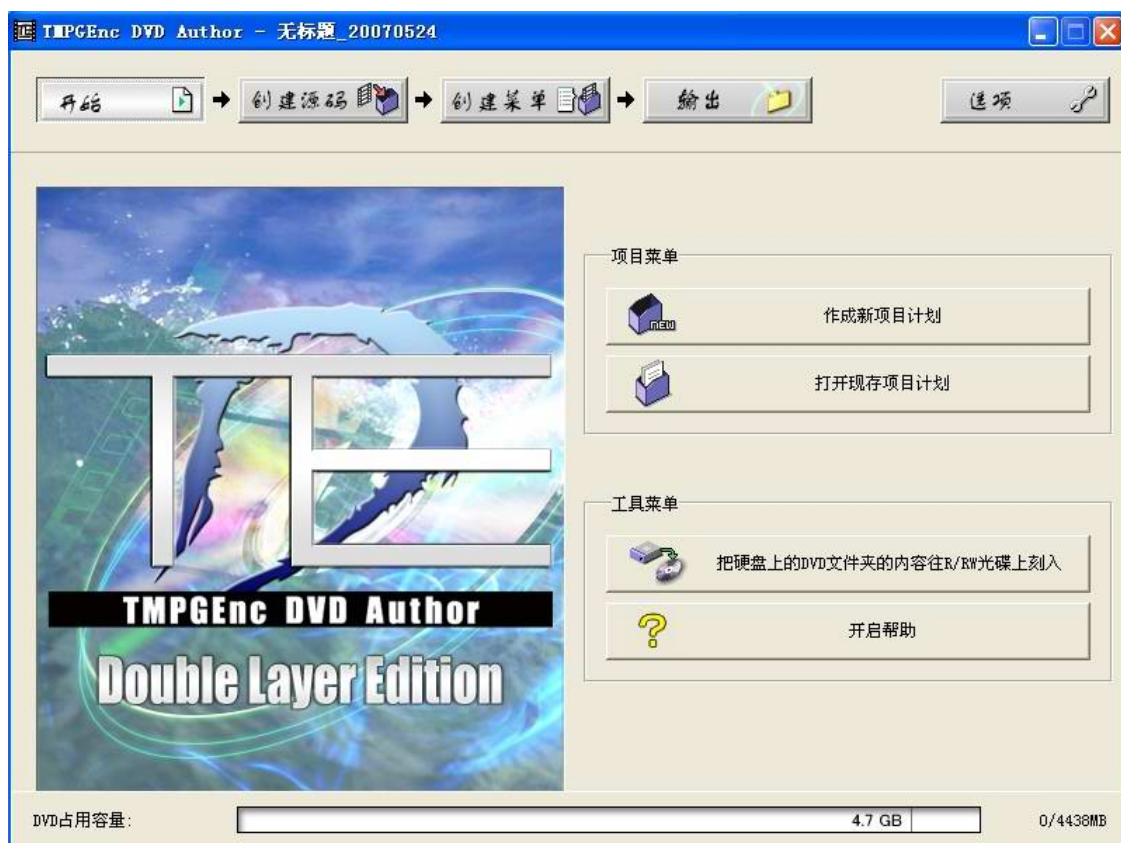 TMPGEnc DVD Author - 无标题_20070524
开始
创建源码
创建菜单
输出
选项
项目菜单
NEW
作成新项目计划
打开现存项目计划
工具菜单
把硬盘上的DVD文件夹的内容往R/RW光碟上刻入
开启帮助
TMPGEnc DVD Author
Double Layer Edition
DVD占用容量:
4.7 GB
0/4438MB